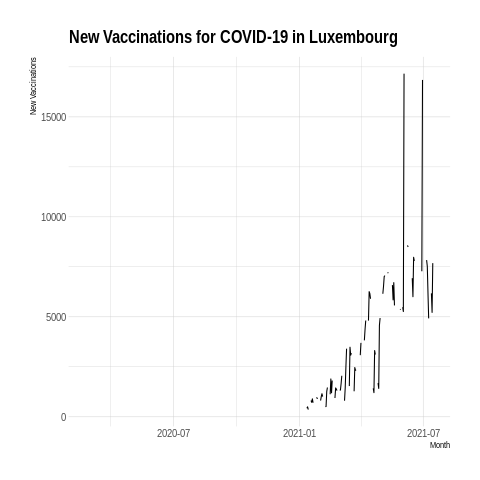 New Vaccinations for COVID-19 in Luxembourg
New Vaccinations
15000
10000
5000
0
2020-07
2021-01
2021-07
Month